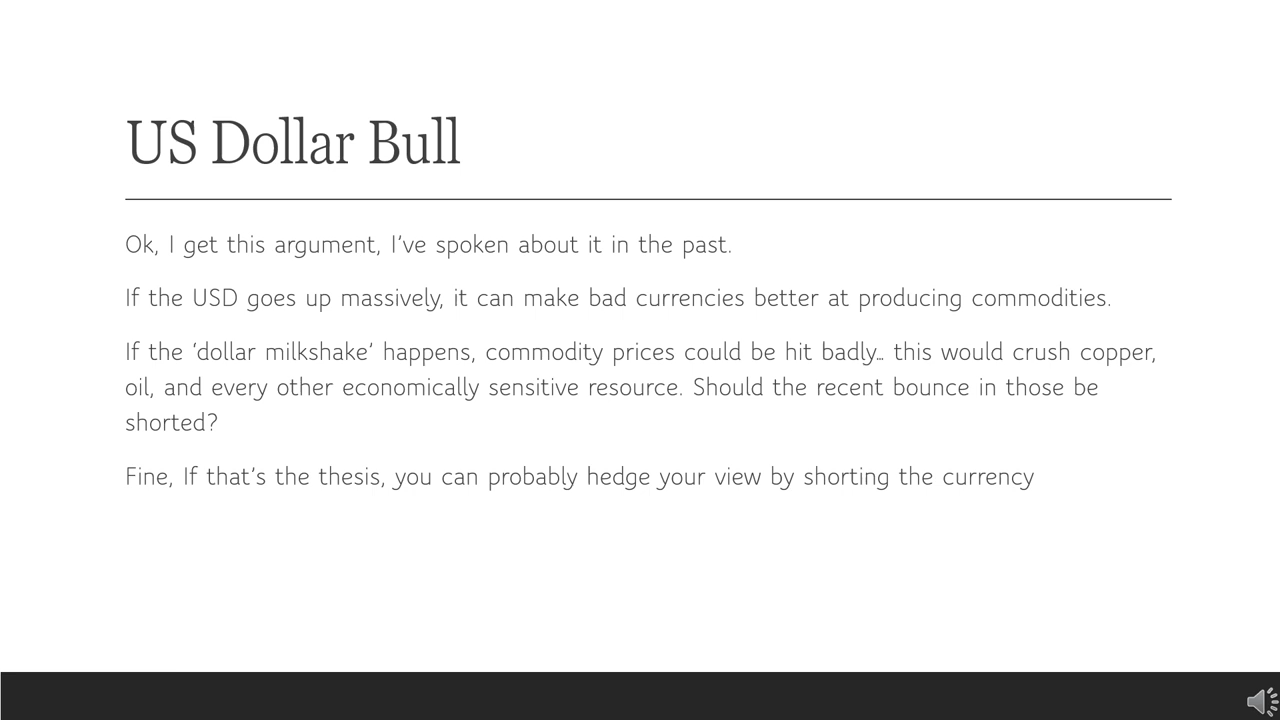 US Dollar Bull
Ok, I get this argument, I’ve spoken about it in the past.
If the USD goes up massively, it can make bad currencies better at producing commodities.
If the ‘dollar milkshake’ happens, commodity prices could be hit badly… this would crush copper,
oil, and every other economically sensitive resource. Should the recent bounce in those be
shorted?
Fine, If that’s the thesis, you can probably hedge your view by shorting the currency